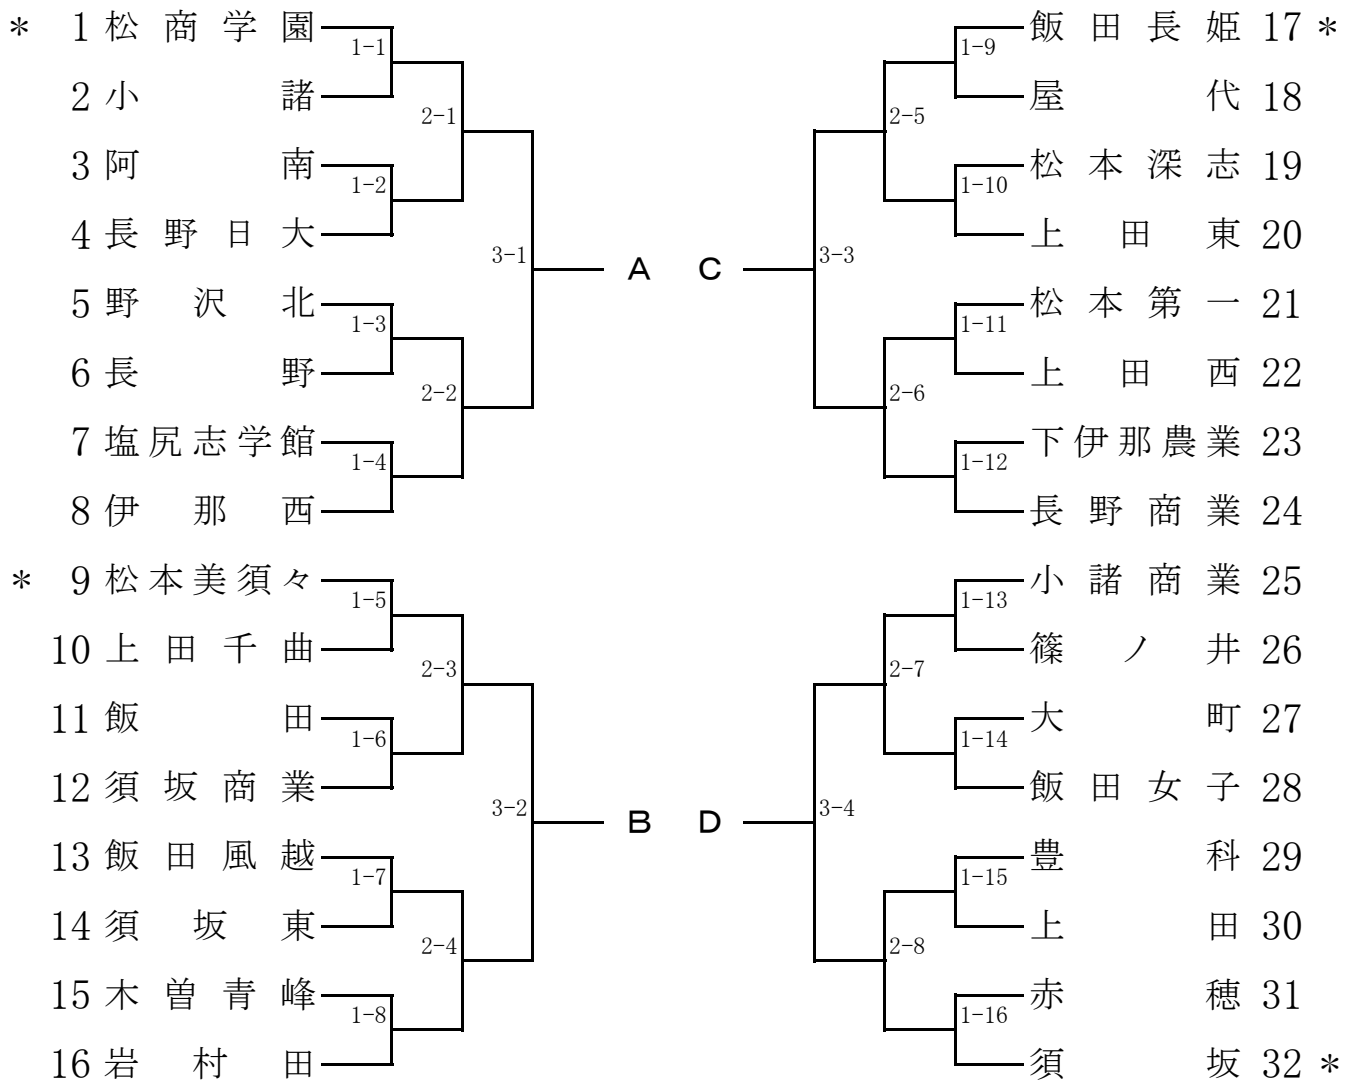 * 1 松商学園
1-1
2 小諸
2-1
3 阿南
1-2
4 長野日大
3-1
A
5 野沢北
1-3
6 長野
2-2
7 塩尻志学館
1-4
8 伊那西
* 9 松本美須々
1-5
10 上田千曲
2-3
11 飯田
1-6
12 須坂商業
3-2
B
13 飯田風越
1-7
14 須坂東
2-4
15 木曽青峰
1-8
16 岩村田
飯田長姫 17 *
1-9
屋代 18
2-5
松本深志 19
1-10
上田東 20
C
3-3
松本第一 21
1-11
上田西 22
2-6
下伊那農業 23
1-12
長野商業 24
小諸商業 25
1-13
篠ノ井 26
2-7
大町 27
1-14
飯田女子 28
D
3-4
豊科 29
1-15
上田 30
2-8
赤穂 31
1-16
須坂 32 *